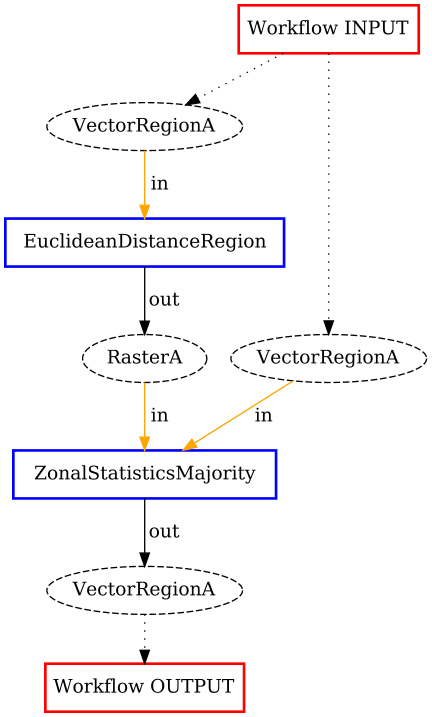 Workflow INPUT
VectorRegionA
in
EuclideanDistanceRegion
out
RasterA
VectorRegionA
in
in
ZonalStatisticsMajority
out
VectorRegionA
Workflow OUTPUT